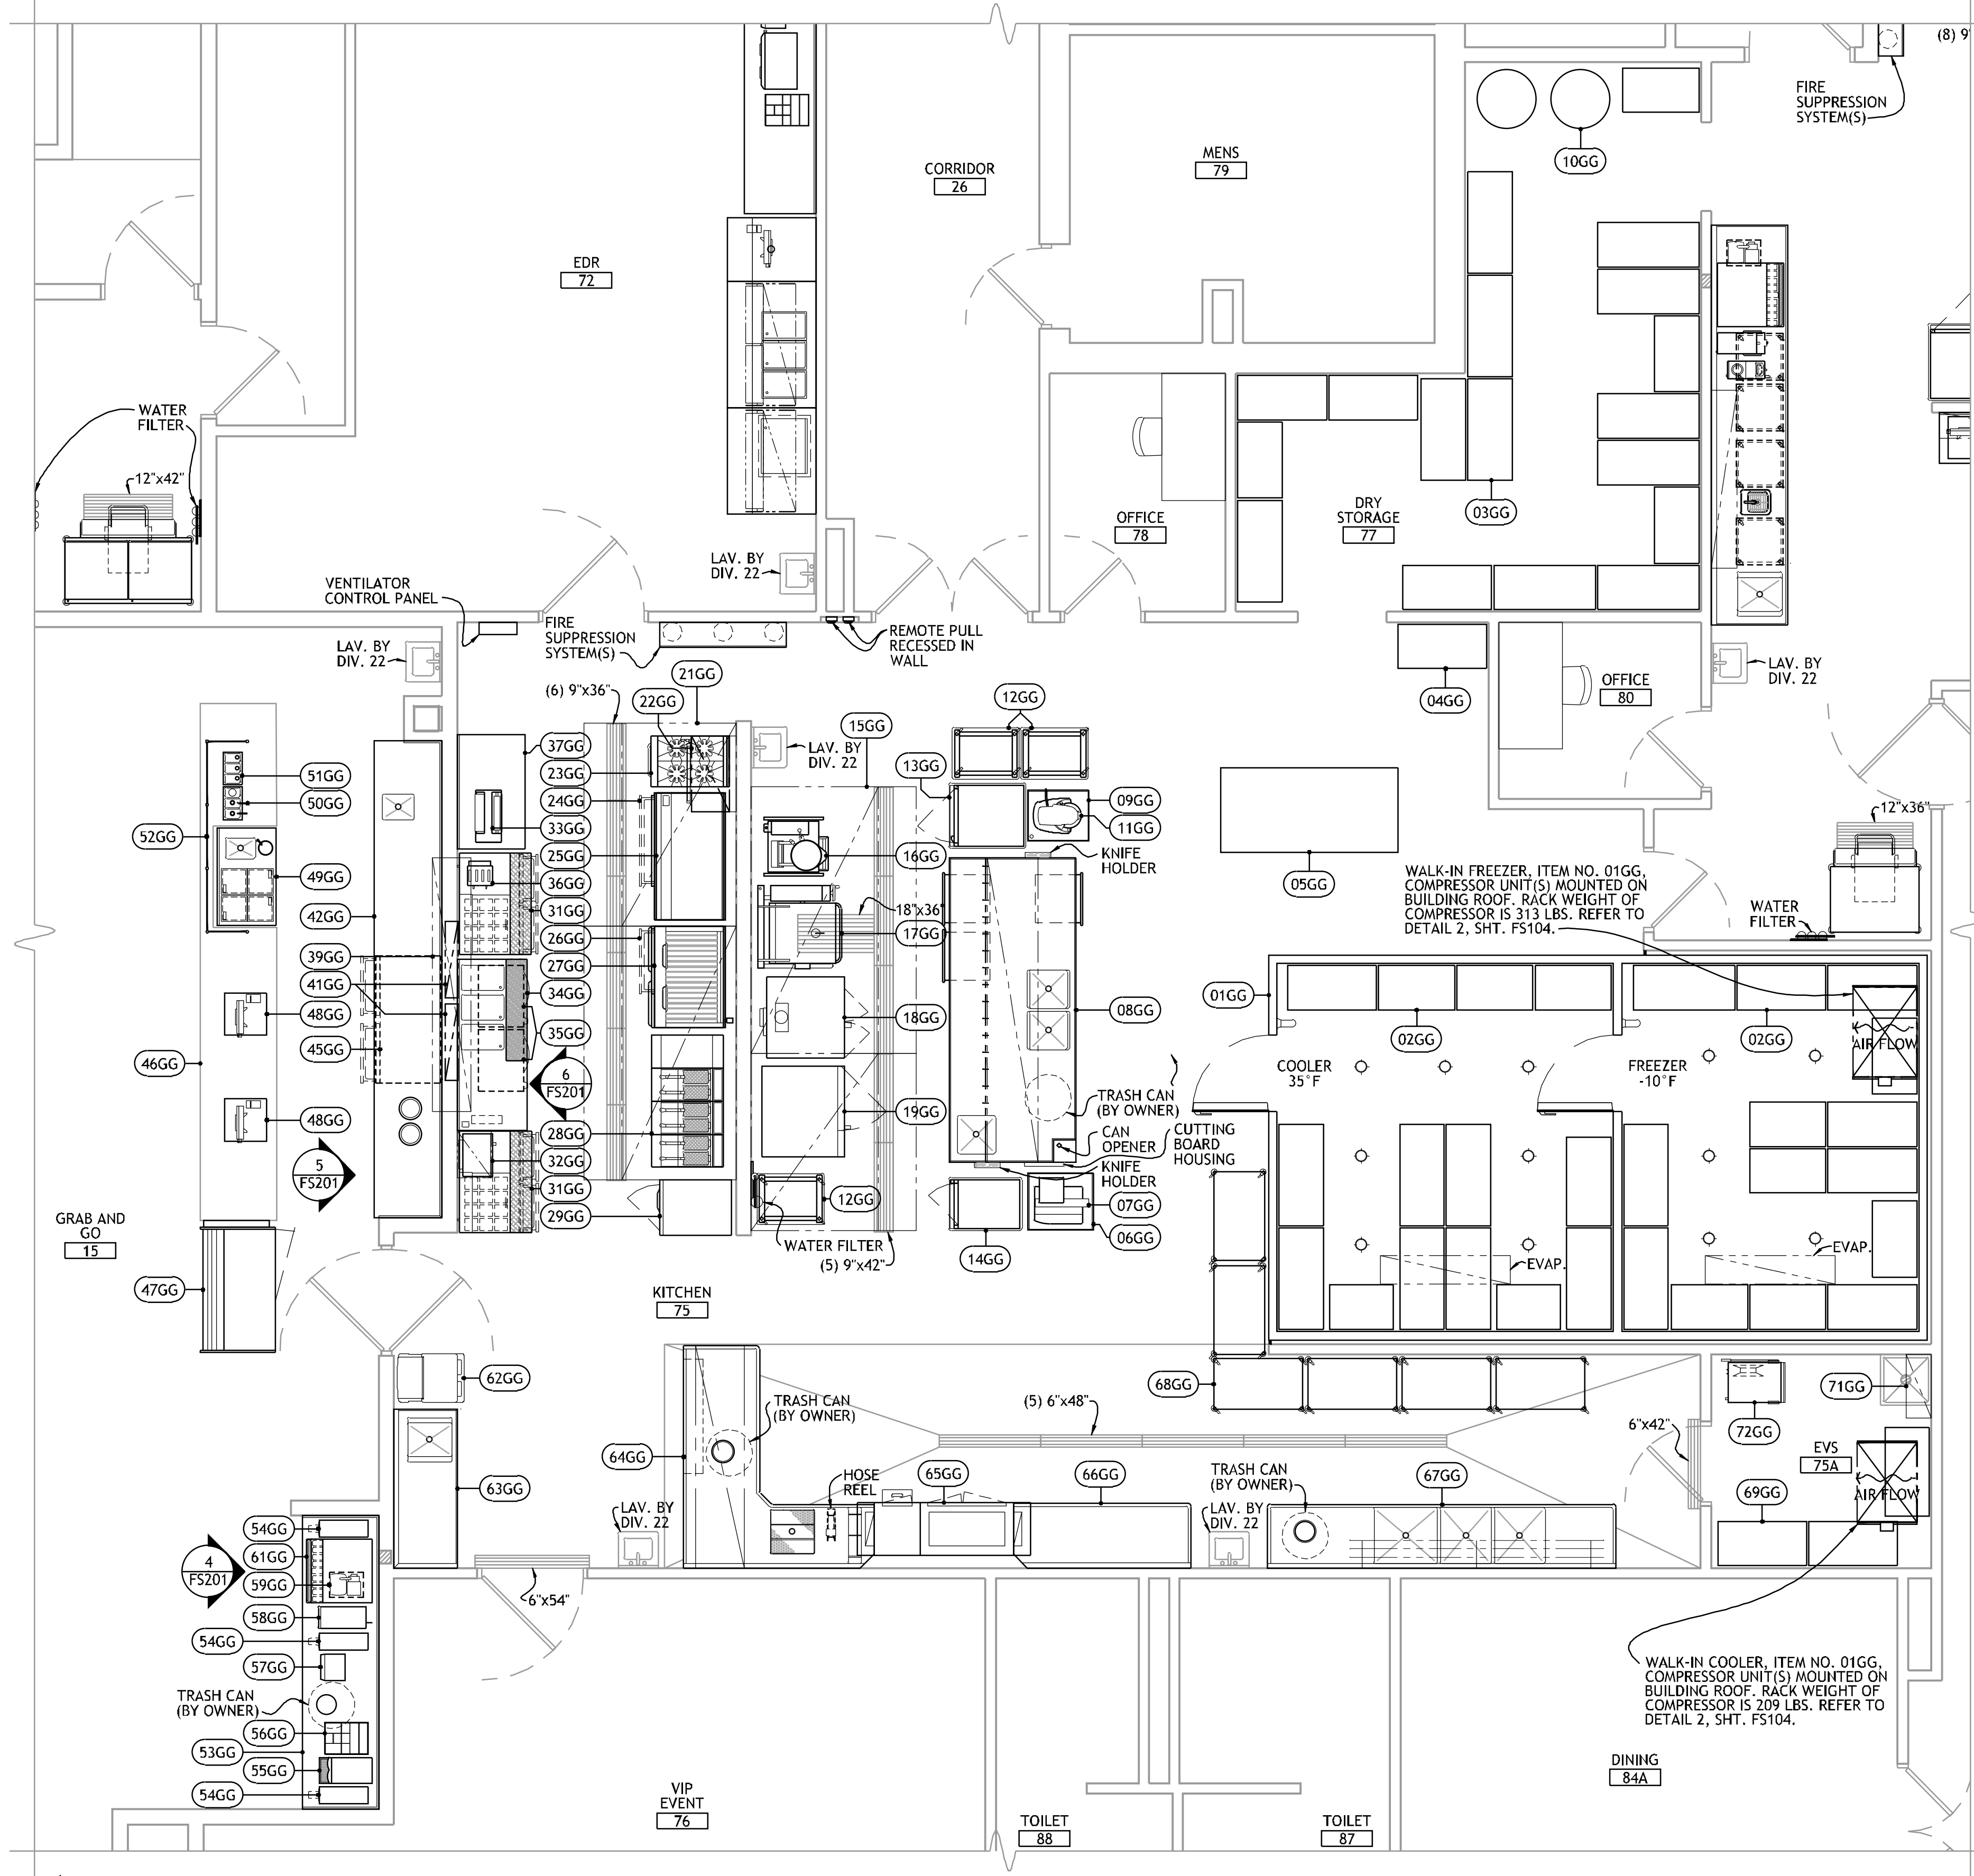 (8) 9'
FIRE
SUPPRESSION
SYSTEM(S)
MENS
79
CORRIDOR
26
10GG
EDR
72
WATER
FILTER
12"x42"
OFFICE
78
DRY
STORAGE
77
03GG
LAV. BY
DIV. 22
VENTILATOR
CONTROL PANEL
FIRE
SUPPRESSION
SYSTEM(S)
REMOTE PULL
RECESSED IN
WALL
LAV. BY
DIV. 22
LAV. BY
DIV. 22
OFFICE
80
04GG
(6) 9"x36"
21GG
22GG
12GG
15GG
37GG
LAV. BY
DIV. 22
13GG
23GG
51GG
50GG
24GG
09GG
33GG
11GG
12"x36"
52GG
25GG
16GG
KNIFE
HOLDER
49GG
36GG
05GG
WALK-IN FREEZER, ITEM NO. 01GG,
COMPRESSOR UNIT(S) MOUNTED ON
BUILDING ROOF. RACK WEIGHT OF
COMPRESSOR IS 313 LBS. REFER TO
DETAIL 2, SHT. FS104.
WATER
FILTER
42GG
31GG
18"x36"
26GG
17GG
39GG
27GG
41GG
34GG
01GG
48GG
35GG
18GG
08GG
02GG
02GG
45GG
AIR FLOW
46GG
COOLER
35°F
FREEZER
-10°F
6
FS201
TRASH CAN
(BY OWNER)
19GG
48GG
28GG
CAN
OPENER
CUTTING
BOARD
HOUSING
32GG
KNIFE
HOLDER
5
FS201
31GG
12GG
07GG
29GG
06GG
GRAB AND
GO
15
WATER FILTER
(5) 9"x42"
14GG
EVAP.
EVAP.
47GG
KITCHEN
75
62GG
68GG
71GG
TRASH CAN
(BY OWNER)
(5) 6"x48"
6"x42"
72GG
64GG
HOSE
REEL
65GG
66GG
TRASH CAN
(BY OWNER)
67GG
EVS
75A
63GG
69GG
AIR FLOW
LAV. BY
DIV. 22
LAV. BY
DIV. 22
54GG
61GG
4
FS201
59GG
6"x54"
58GG
54GG
57GG
TRASH CAN
(BY OWNER)
WALK-IN COOLER, ITEM NO. 01GG,
COMPRESSOR UNIT(S) MOUNTED ON
BUILDING ROOF. RACK WEIGHT OF
COMPRESSOR IS 209 LBS. REFER TO
DETAIL 2, SHT. FS104.
56GG
53GG
55GG
54GG
DINING
84A
VIP
EVENT
76
TOILET
88
TOILET
87